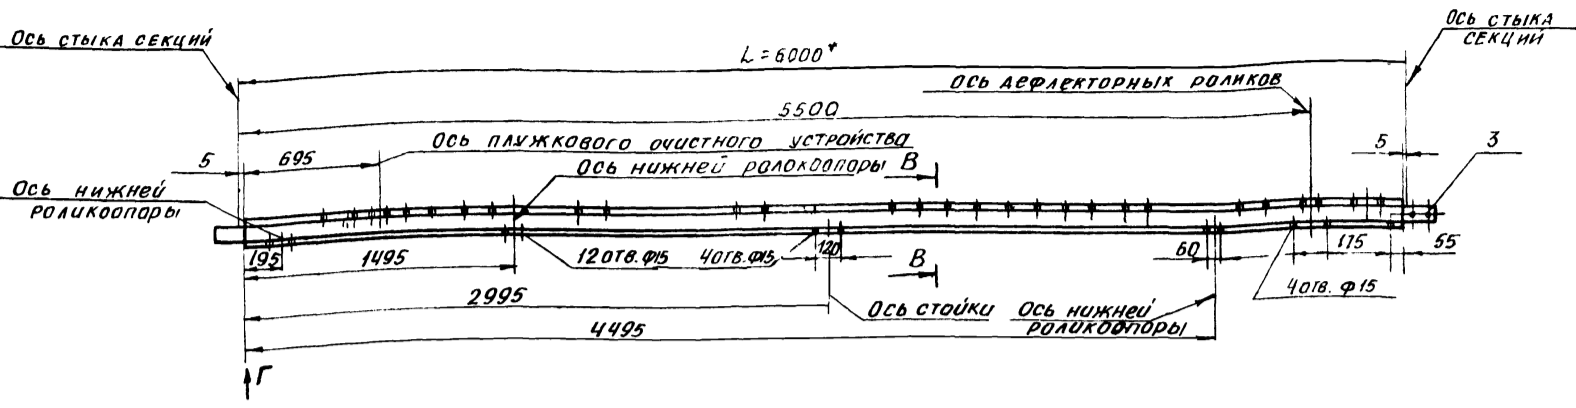 Ось стыка секций
Ось стыка
секций
L = 6000*
Ось дефлекторных роликов
5500
Ось плужкового очистного устройства
5
695
Ось нижней ролокоопоры
В
5
3
Ось нижней
роликоопоры
195
1495
12 отв. ф15
4 отв. ф15
120
В
60
175
55
4 отв. ф15
2995
Ось стойки
Ось нижней
роликоопоры
4495
Г